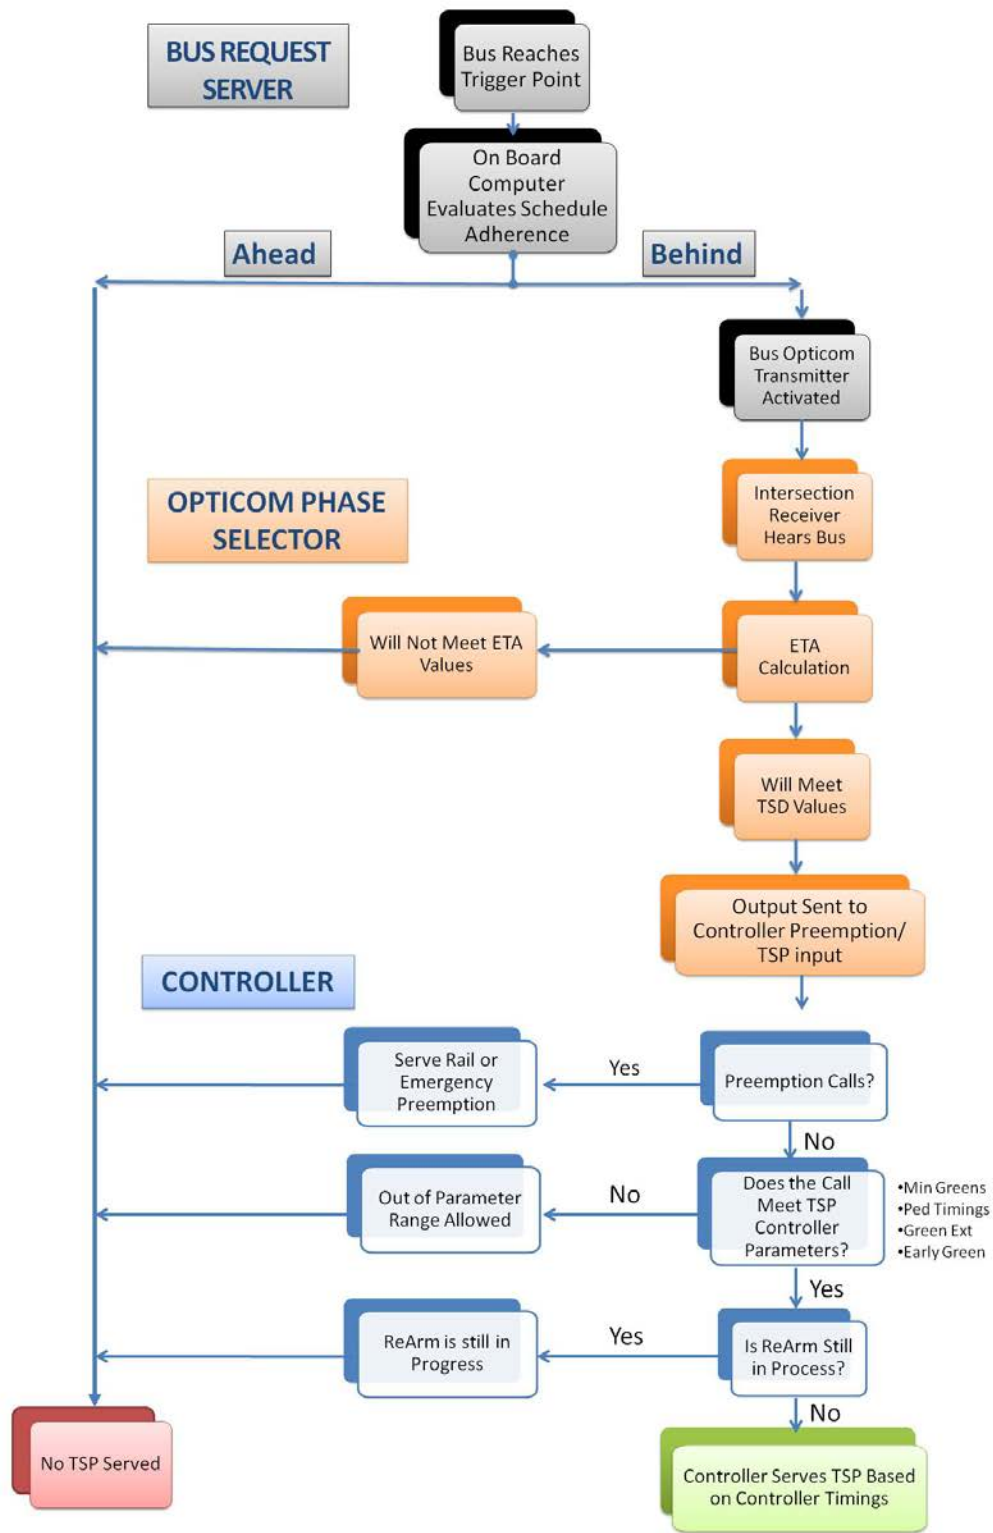 BUS REQUEST
SERVER
Bus Reaches
Trigger Point
On Board
Computer
Evaluates Schedule
Adherence
Ahead
Behind
Bus Opticom
Transmitter
Activated
Intersection
Receiver
Hears Bus
OPTICOM PHASE
SELECTOR
Will Not Meet ETA
Values
ETA
Calculation
Will Meet
TSD Values
Output Sent to
Controller Preemption/
TSP input
CONTROLLER
Serve Rail or
Emergency
Preemption
Yes
Preemption Calls?
No
Out of Parameter
Range Allowed
No
Does the Call
Meet TSP
Controller
Parameters?
•Min Greens
•Ped Timings
•Green Ext
•Early Green
Yes
ReArm is still in
Progress
Yes
Is ReArm Still
in Process?
No
No TSP Served
Controller Serves TSP Based
on Controller Timings